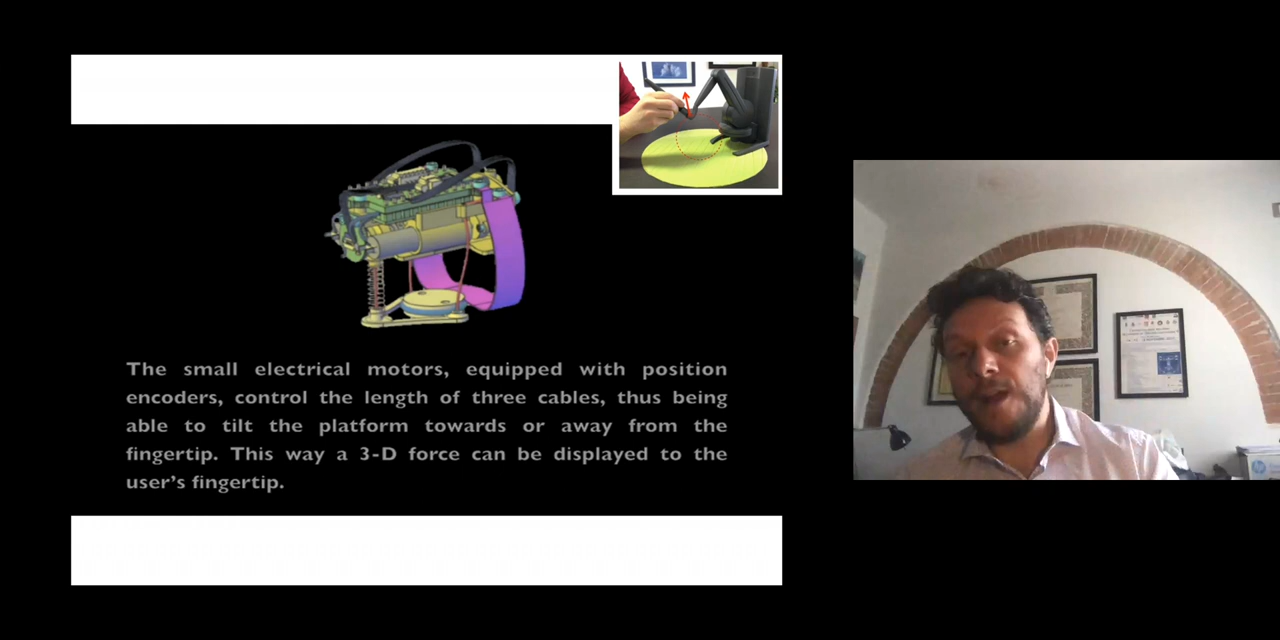 The small electrical motors, equipped with position
encoders, control the length of three cables, thus being
able to tilt the platform towards or away from the
fingertip. This way a 3-D force can be displayed to the
user's fingertip.